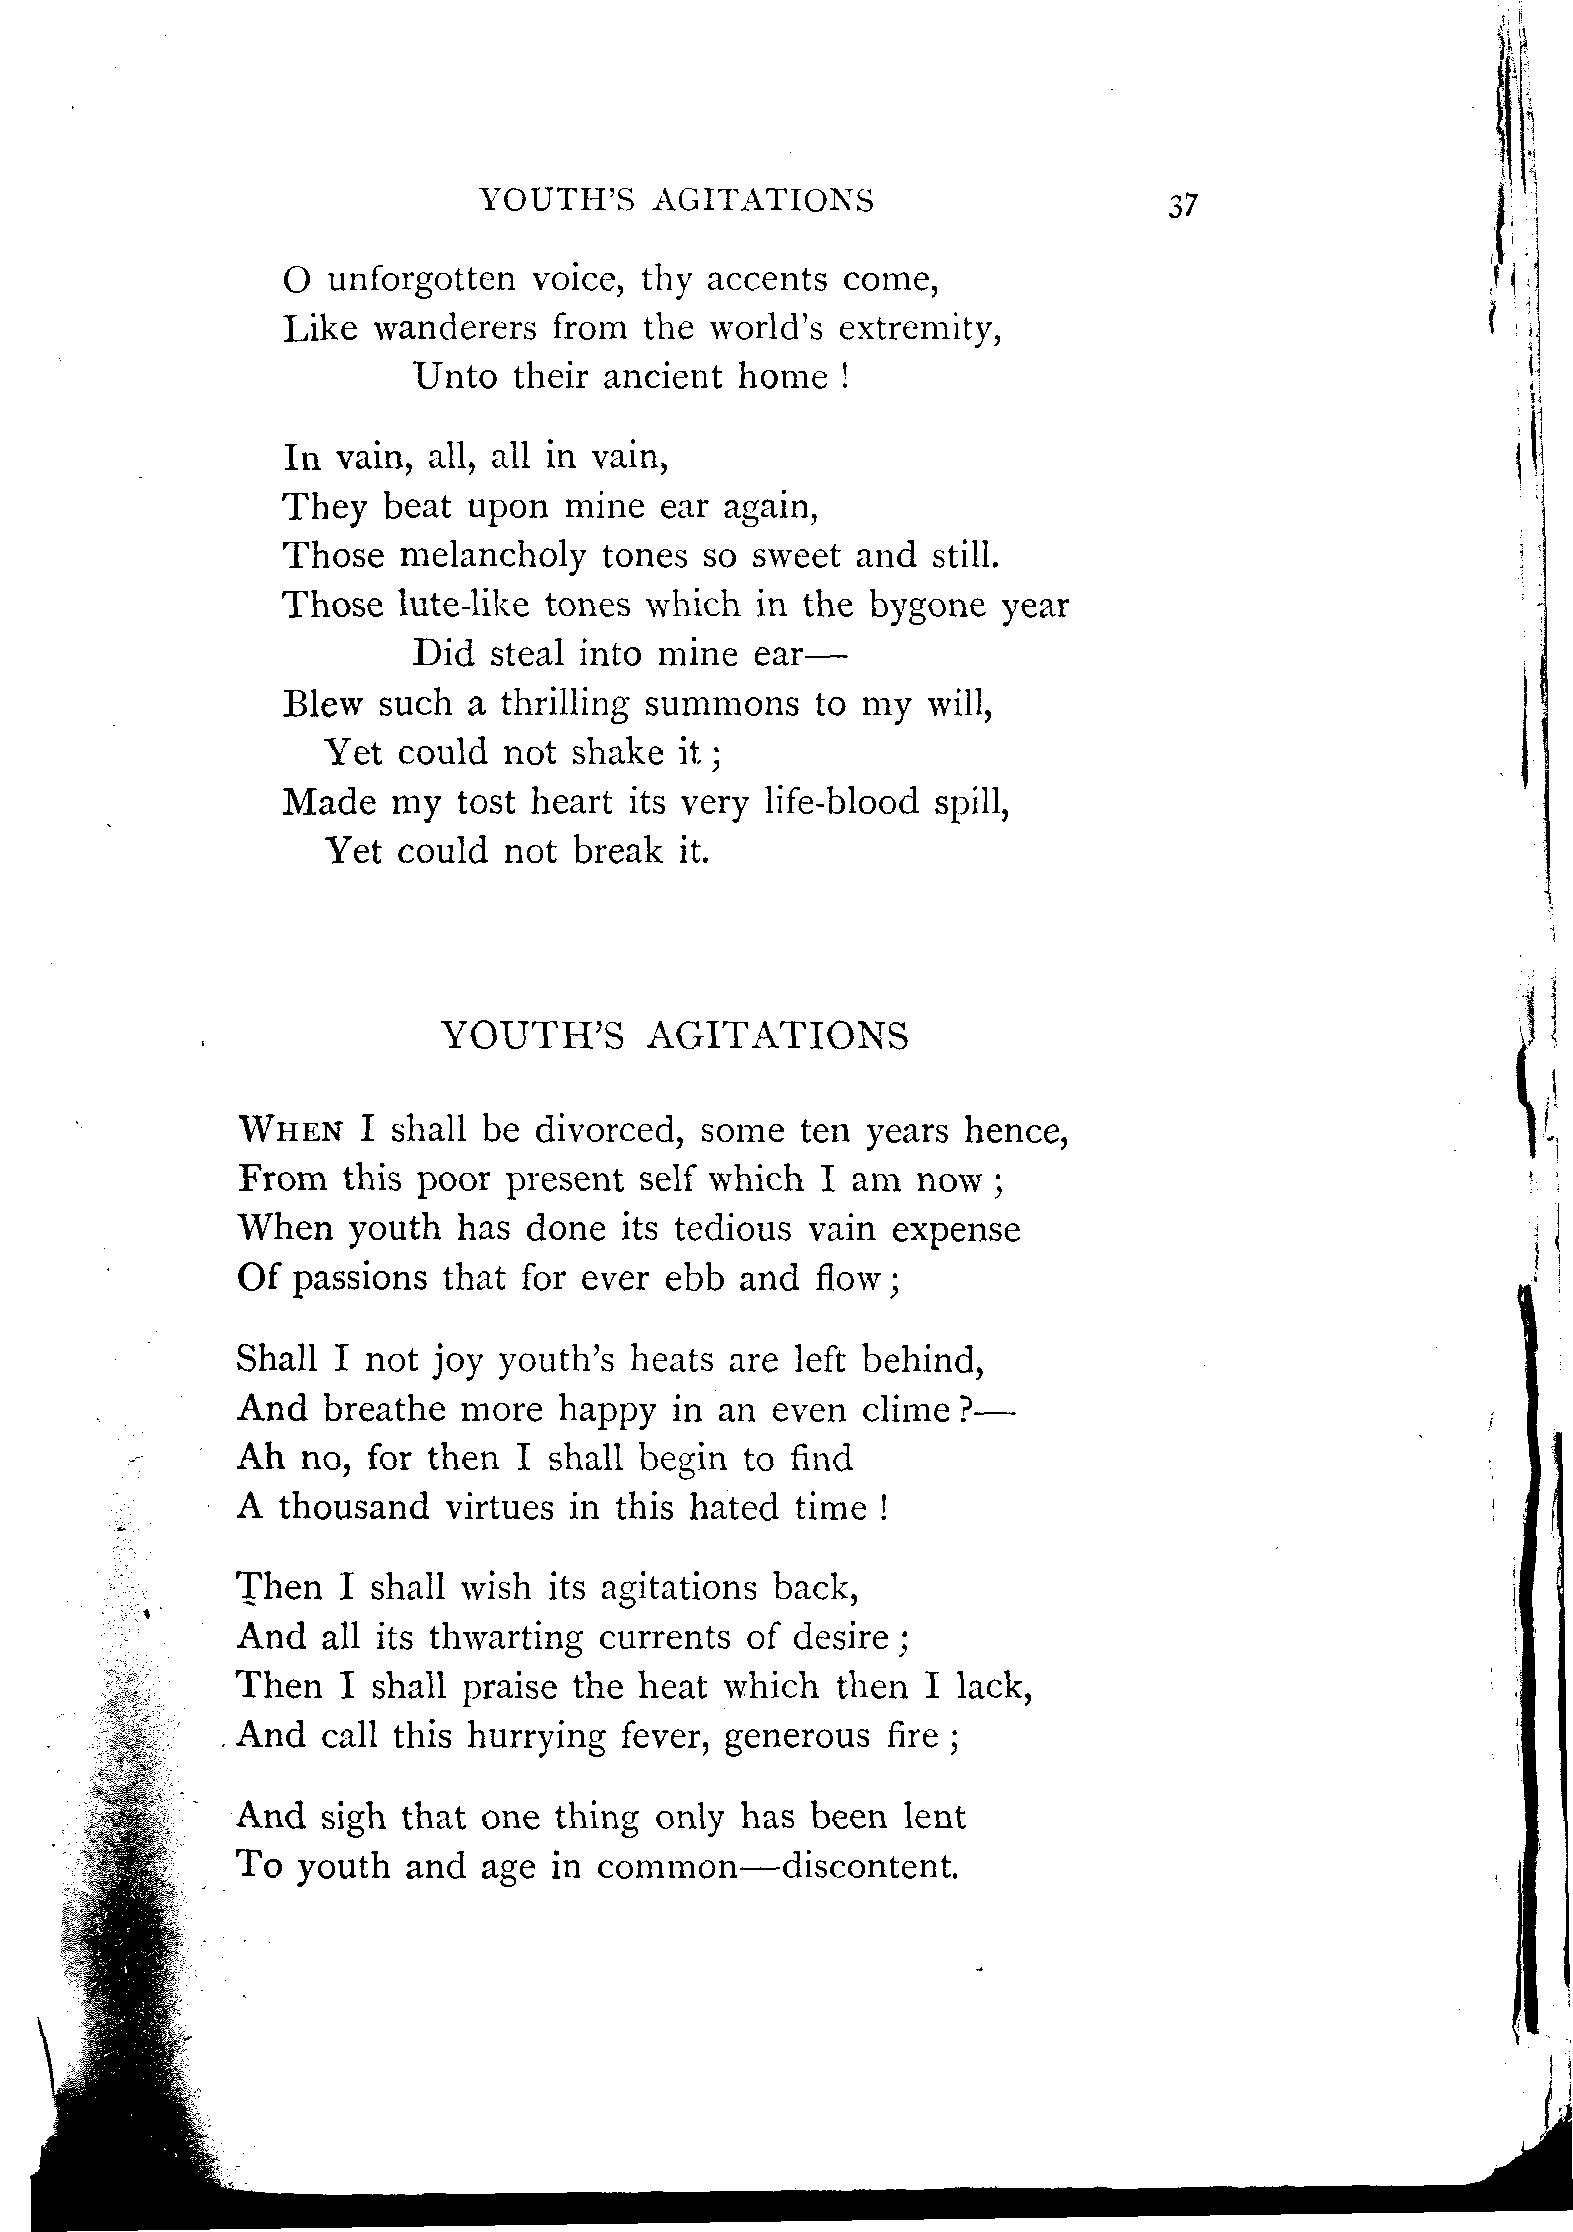 YOUTH'S AGITATIONS 37
O unforgotten voice, thy accents come,
Like wanderers from the world's extremity,
Unto their ancient home !
In vain, all, all in vain,
They beat upon mine ear again,
Those melancholy tones so sweet and still.
Those lute-like tones which in the bygone year
Did steal into mine ear—
Blew such a thrilling summons to my will,
Yet could not shake it ;
Made my tost heart its very life-blood spill,
Yet could not break it.
YOUTH'S AGITATIONS
WHEN I shall be divorced, some ten years hence,
From this poor present self which I am now ;
When youth has done its tedious vain expense
Of passions that for ever ebb and flow ;
Shall I not joy youth's heats are left behind,
And breathe more happy in an even clime ?—
Ah no, for then I shall begin to find
A thousand virtues in this hated time !
Then I shall wish its agitations back,
And all its thwarting currents of desire ;
Then I shall praise the heat which then I lack,
And call this hurrying fever, generous fire ;
And sigh that one thing only has been lent
To youth and age in common—discontent.